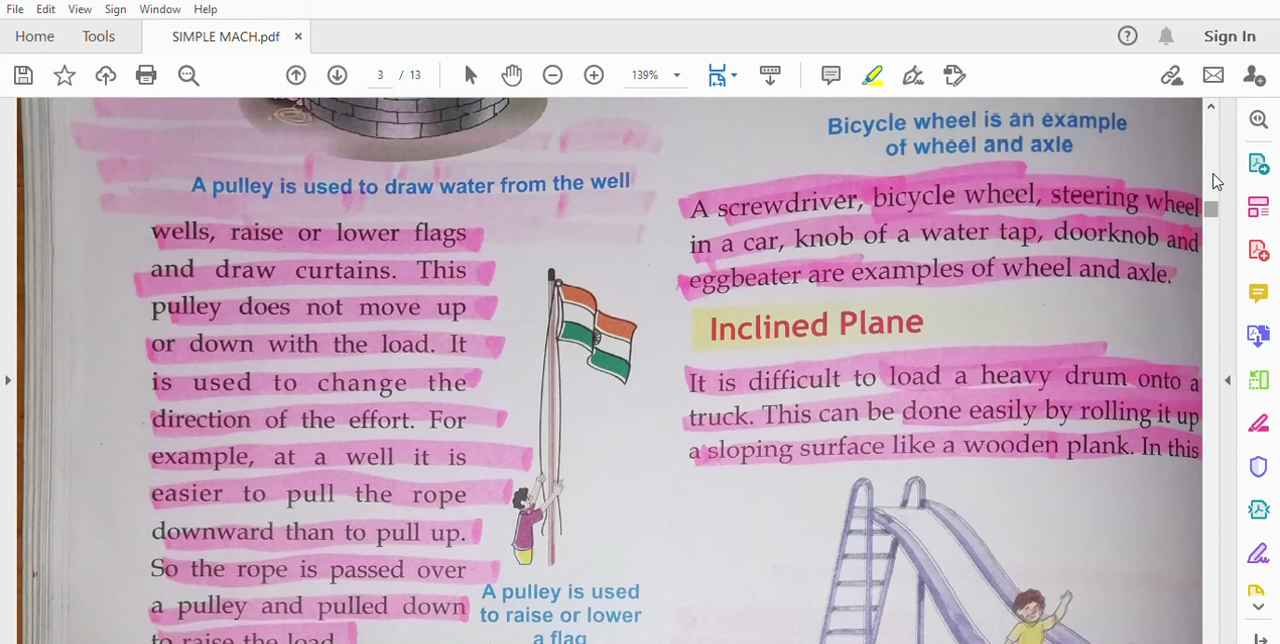 File Edit View Sign Window Help
Home Tools SIMPLE MACH.pdf × Sign In
3 / 13 139%
A pulley is used to draw water from the well
wells, raise or lower flags
and draw curtains. This
pulley does not move up
or down with the load. It
is used to change the
direction of the effort. For
example, at a well it is
easier to pull the rope
downward than to pull up.
So the rope is passed over
a pulley and pulled down
to raise the load.
A pulley is used
to raise or lower
a flag
Bicycle wheel is an example
of wheel and axle
A screwdriver, bicycle wheel, steering wheel
in a car, knob of a water tap, doorknob and
eggbeater are examples of wheel and axle.
Inclined Plane
It is difficult to load a heavy drum onto a
truck. This can be done easily by rolling it up
a sloping surface like a wooden plank. In this